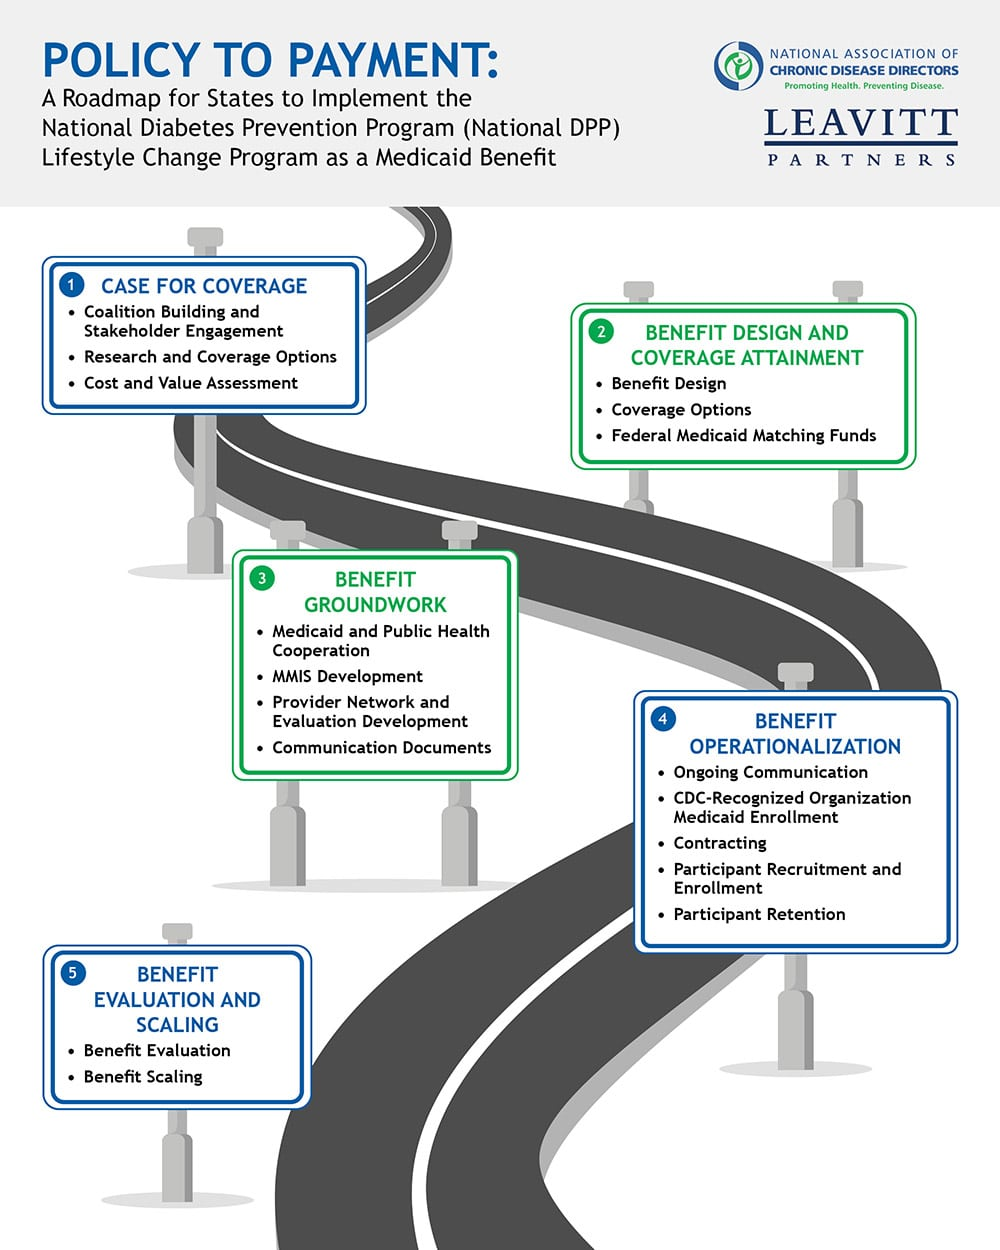 POLICY TO PAYMENT:
A Roadmap for States to Implement the
National Diabetes Prevention Program (National DPP)
Lifestyle Change Program as a Medicaid Benefit
NATIONAL ASSOCIATION OF
CHRONIC DISEASE DIRECTORS
Promoting Health. Preventing Disease.
LEAVITT
PARTNERS
1 CASE FOR COVERAGE
• Coalition Building and
Stakeholder Engagement
• Research and Coverage Options
• Cost and Value Assessment
2 BENEFIT DESIGN AND
COVERAGE ATTAINMENT
• Benefit Design
• Coverage Options
• Federal Medicaid Matching Funds
3 BENEFIT
GROUNDWORK
• Medicaid and Public Health
Cooperation
• MMIS Development
• Provider Network and
Evaluation Development
• Communication Documents
4 BENEFIT
OPERATIONALIZATION
• Ongoing Communication
• CDC-Recognized Organization
Medicaid Enrollment
• Contracting
• Participant Recruitment and
Enrollment
• Participant Retention
5 BENEFIT
EVALUATION AND
SCALING
• Benefit Evaluation
• Benefit Scaling